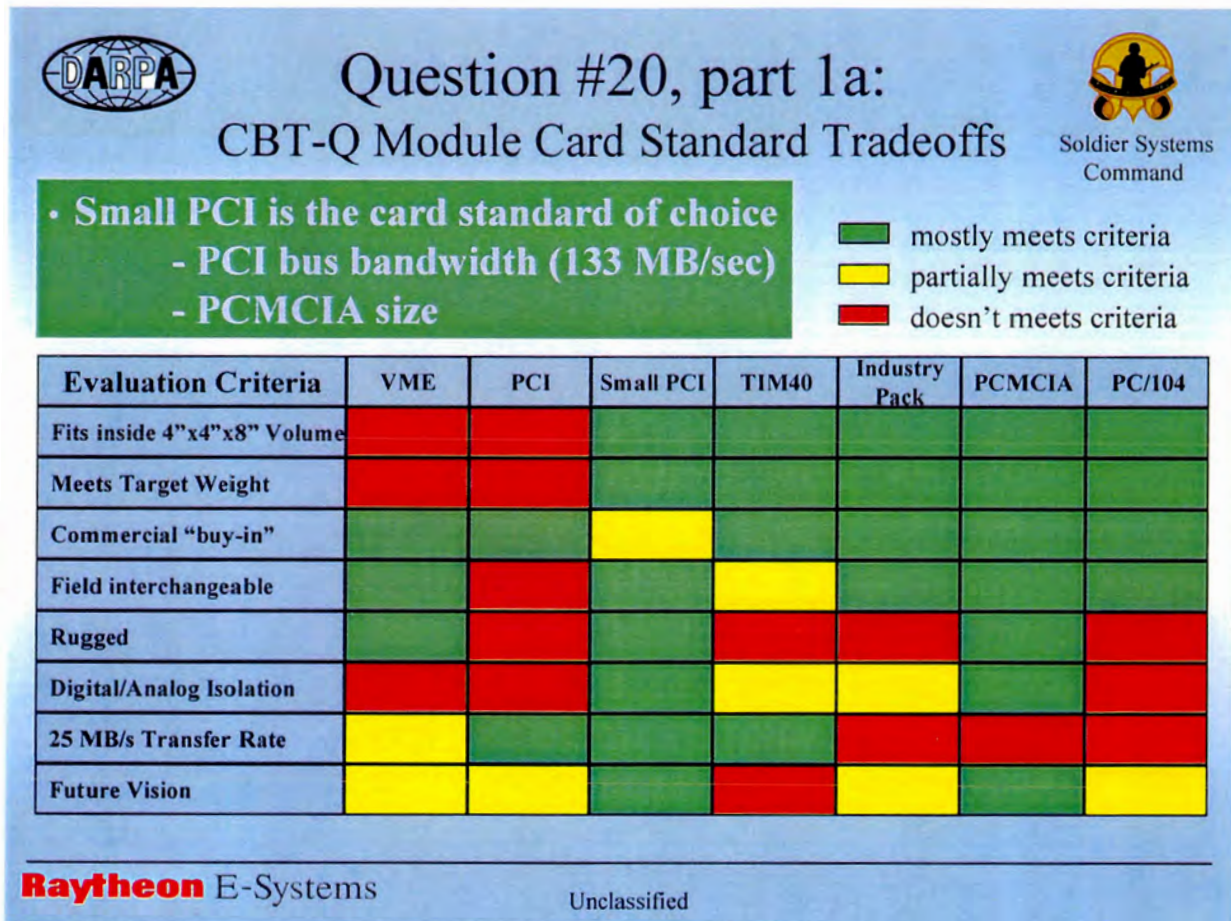 DARPA
Question #20, part 1a:
CBT-Q Module Card Standard Tradeoffs
Soldier Systems
Command
· Small PCI is the card standard of choice
- PCI bus bandwidth (133 MB/sec)
- PCMCIA size
mostly meets criteria
partially meets criteria
doesn't meets criteria
Evaluation Criteria VME PCI Small PCI TIM40 Industry Pack PCMCIA PC/104
Fits inside 4"x4"x8" Volume
Meets Target Weight
Commercial "buy-in"
Field interchangeable
Rugged
Digital/Analog Isolation
25 MB/s Transfer Rate
Future Vision
Raytheon E-Systems
Unclassified